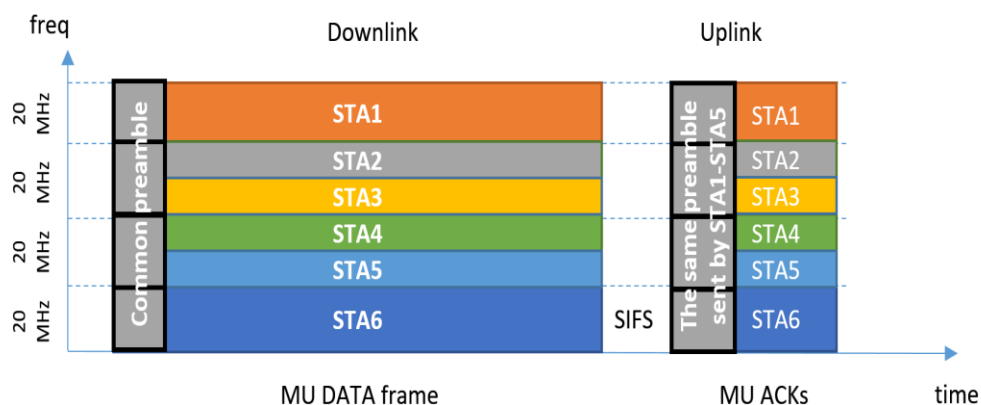 freq
Downlink
Uplink
20
MHz
20
MHz
20
MHz
20
MHz
Common preamble
STA1
STA2
STA3
STA4
STA5
STA6
SIFS
The same preamble
sent by STA1-STA5
STA1
STA2
STA3
STA4
STA5
STA6
MU DATA frame
MU ACKs
time